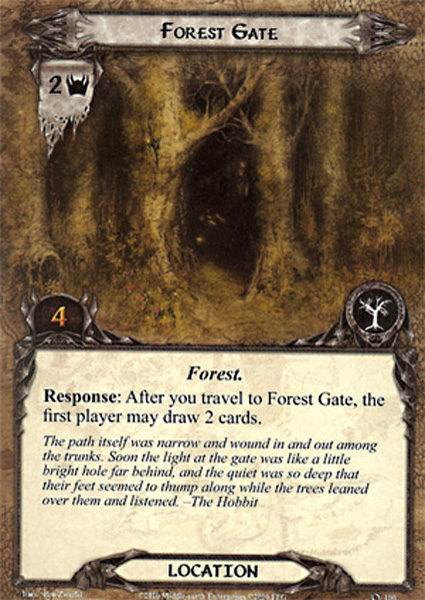 FOREST GATE
2
4
Forest.
Response: After you travel to Forest Gate, the
first player may draw 2 cards.
The path itself was narrow and wound in and out among
the trunks. Soon the light at the gate was like a little
bright hole far behind, and the quiet was so deep that
their feet seemed to thump along while the trees leaned
over them and listened. –The Hobbit
LOCATION